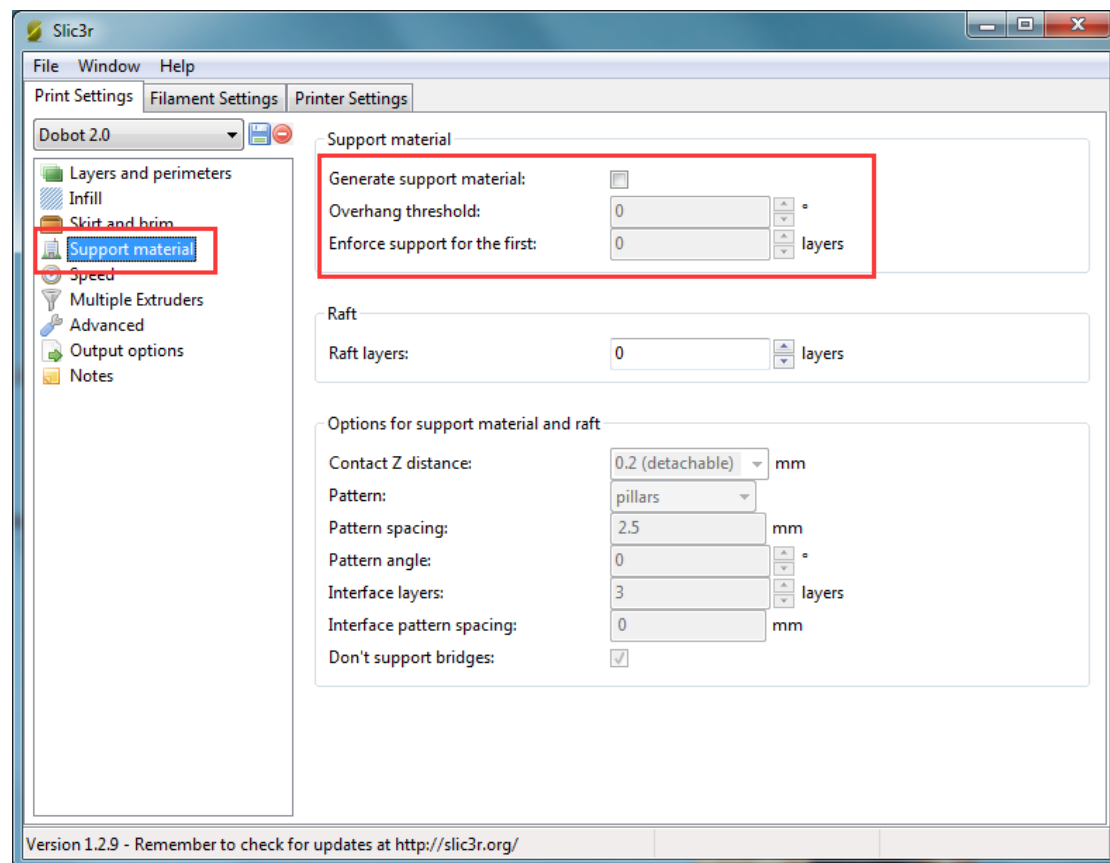 Slic3r
File Window Help
Print Settings Filament Settings Printer Settings
Dobot 2.0
Layers and perimeters
Infill
Skirt and brim
Support material
Speed
Multiple Extruders
Advanced
Output options
Notes
Support material
Generate support material:
Overhang threshold: 0 °
Enforce support for the first: 0 layers
Raft
Raft layers: 0 layers
Options for support material and raft
Contact Z distance: 0.2 (detachable) mm
Pattern: pillars
Pattern spacing: 2.5 mm
Pattern angle: 0 °
Interface layers: 3 layers
Interface pattern spacing: 0 mm
Don't support bridges:
Version 1.2.9 - Remember to check for updates at http://slic3r.org/